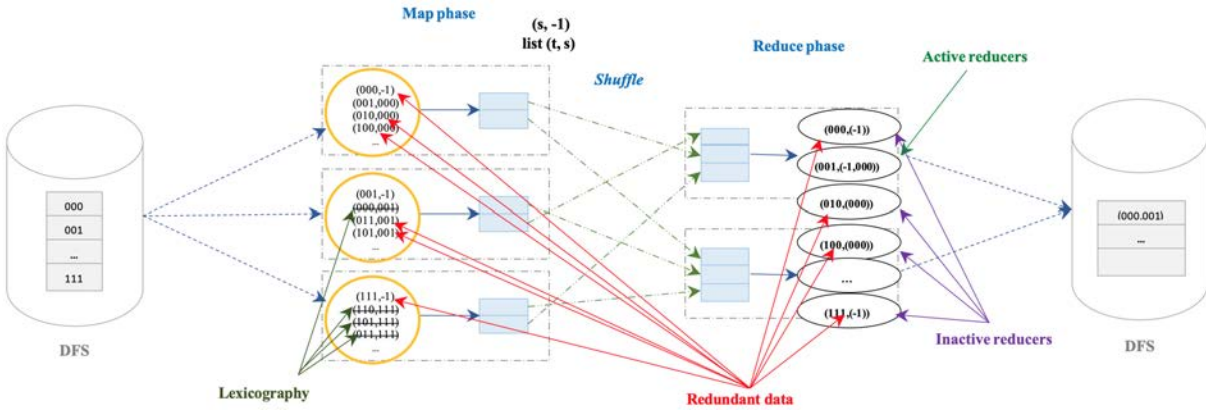 Map phase
(s, -1)
list (t, s)
Shuffle
Reduce phase
Active reducers
000
001
...
111
DFS
(000,-1)
(001,000)
(010,000)
(100,000)
...
(001,-1)
(000,001)
(011,001)
(101,001)
...
(111,-1)
(110,111)
(101,111)
(011,111)
...
(000,(-1))
(001,(-1,000))
(010,(000))
(100,(000))
...
(111,(-1))
(000.001)
...
DFS
Inactive reducers
Lexicography
Redundant data